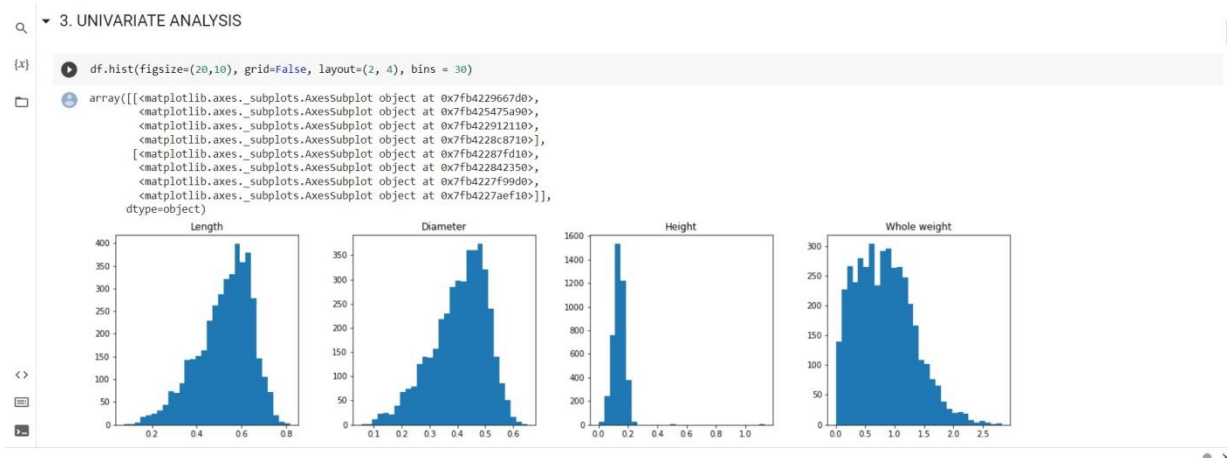 3. UNIVARIATE ANALYSIS
{x}
df.hist(figsize=(20,10), grid=False, layout=(2, 4), bins = 30)
array([[<matplotlib.axes._subplots.AxesSubplot object at 0x7fb4229667d0>,
<matplotlib.axes._subplots.AxesSubplot object at 0x7fb425475a90>,
<matplotlib.axes._subplots.AxesSubplot object at 0x7fb422912110>,
<matplotlib.axes._subplots.AxesSubplot object at 0x7fb4228c8710>],
[<matplotlib.axes._subplots.AxesSubplot object at 0x7fb42287fd10>,
<matplotlib.axes._subplots.AxesSubplot object at 0x7fb422842350>,
<matplotlib.axes._subplots.AxesSubplot object at 0x7fb4227f99d0>,
<matplotlib.axes._subplots.AxesSubplot object at 0x7fb4227aef10>]],
dtype=object)
Length
400
350
300
250
200
150
100
50
0
0.2 0.4 0.6 0.8
Diameter
350
300
250
200
150
100
50
0
0.1 0.2 0.3 0.4 0.5 0.6
Height
1600
1400
1200
1000
800
600
400
200
0
0.0 0.2 0.4 0.6 0.8 1.0
Whole weight
300
250
200
150
100
50
0
0.0 0.5 1.0 1.5 2.0 2.5